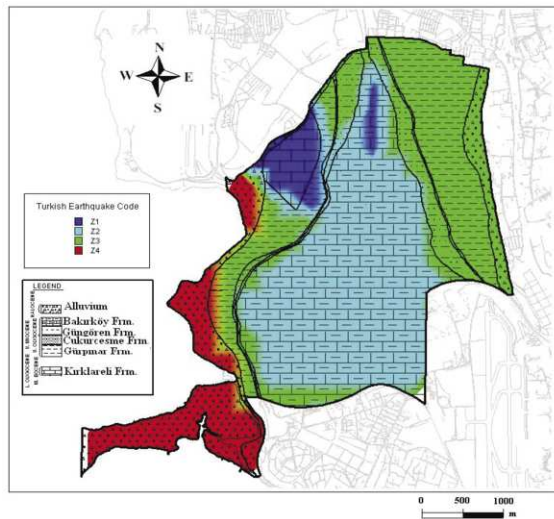 N
W E
S
Turkish Earthquake Code
Z1
Z2
Z3
Z4
LEGEND
Alluvium
Bakırköy Frm.
Güngören Frm.
Çukurcesme Frm.
Gürpınar Frm.
Kırklareli Frm.
0 500 1000
m